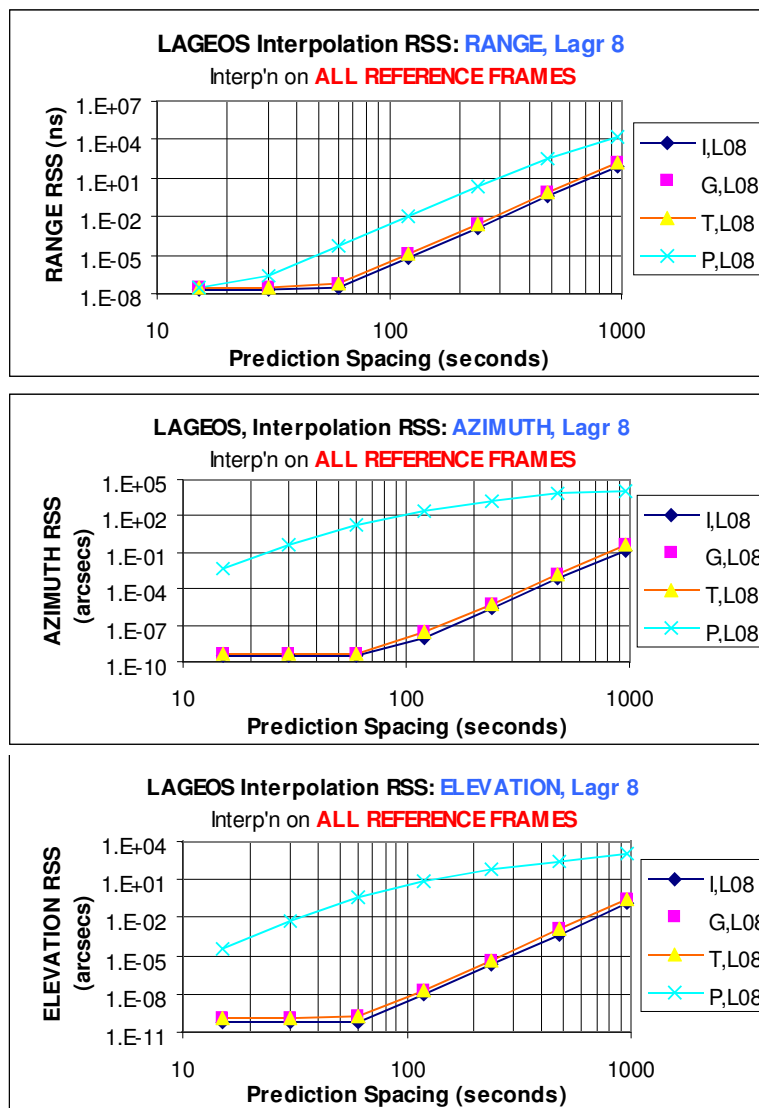 LAGEOS Interpolation RSS: RANGE, Lagr 8
Interp'n on ALL REFERENCE FRAMES
RANGE RSS (ns)
1.E+07
1.E+04
1.E+01
1.E-02
1.E-05
1.E-08
10
100
1000
Prediction Spacing (seconds)
I,L08
G,L08
T,L08
P,L08
LAGEOS, Interpolation RSS: AZIMUTH, Lagr 8
Interp'n on ALL REFERENCE FRAMES
AZIMUTH RSS
(arcsecs)
1.E+05
1.E+02
1.E-01
1.E-04
1.E-07
1.E-10
10
100
1000
Prediction Spacing (seconds)
I,L08
G,L08
T,L08
P,L08
LAGEOS Interpolation RSS: ELEVATION, Lagr 8
Interp'n on ALL REFERENCE FRAMES
ELEVATION RSS
(arcsecs)
1.E+04
1.E+01
1.E-02
1.E-05
1.E-08
1.E-11
10
100
1000
Prediction Spacing (seconds)
I,L08
G,L08
T,L08
P,L08